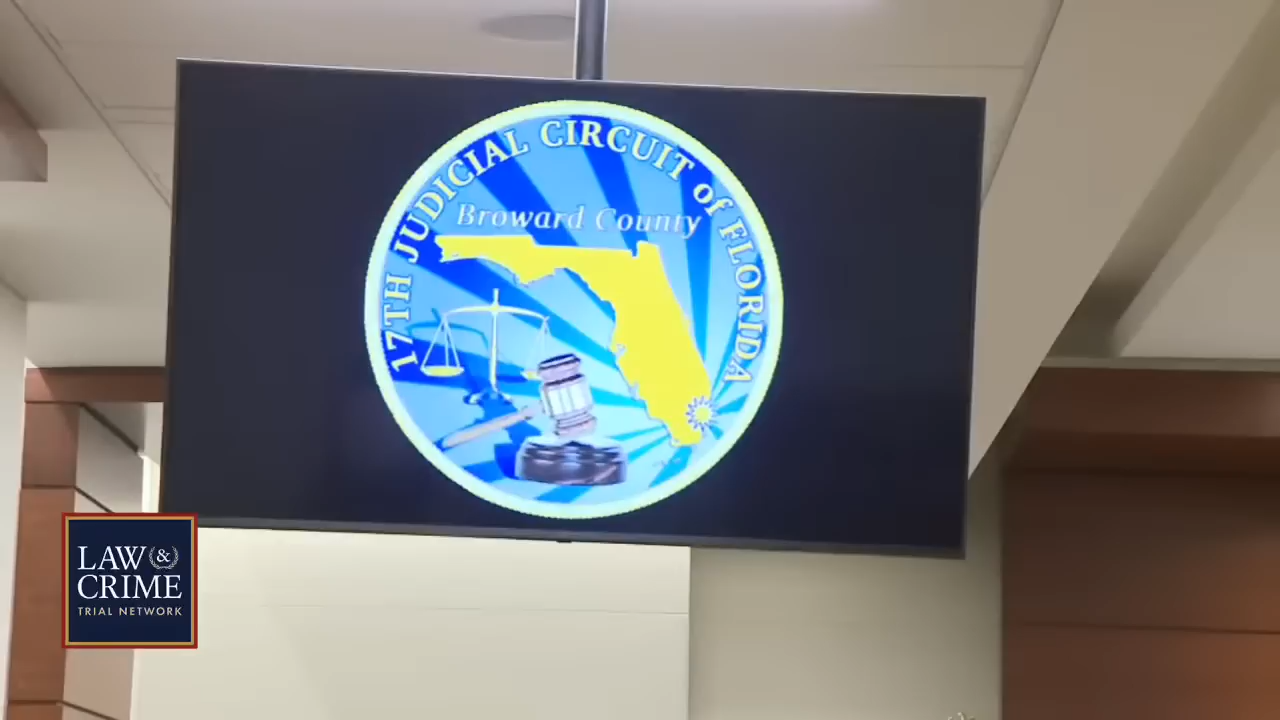 17TH JUDICIAL CIRCUIT of FLORIDA
Broward County
LAW &
CRIME
TRIAL NETWORK